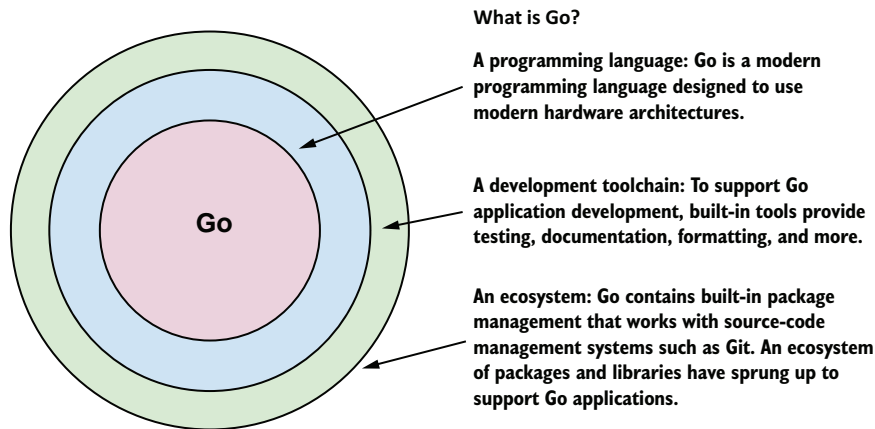 What is Go?
A programming language: Go is a modern
programming language designed to use
modern hardware architectures.
Go
A development toolchain: To support Go
application development, built-in tools provide
testing, documentation, formatting, and more.
An ecosystem: Go contains built-in package
management that works with source-code
management systems such as Git. An ecosystem
of packages and libraries have sprung up to
support Go applications.